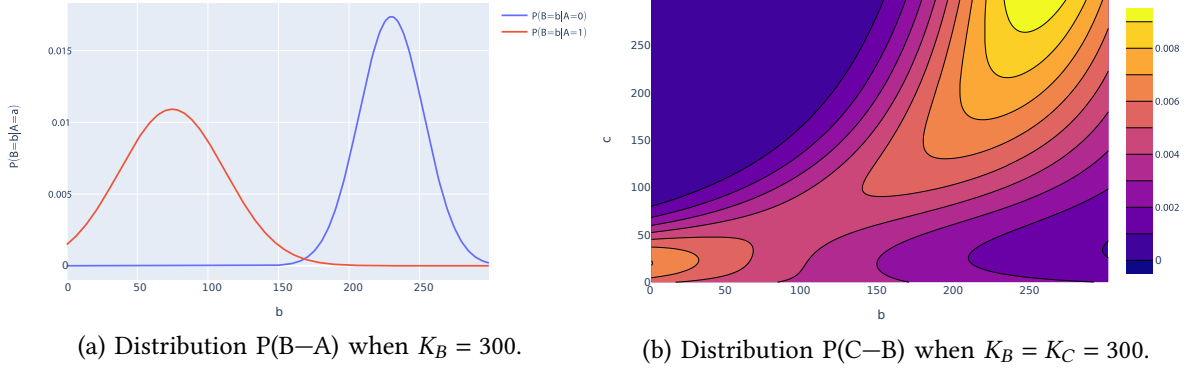 P(B=b|A=0)
P(B=b|A=1)
0.015
0.01
0.005
0
P(B=b|A=a)
0 50 100 150 200 250
b
250
200
150
100
50
0
c
0 50 100 150 200 250
b
0.008
0.006
0.004
0.002
0
(a) Distribution P(B—A) when K_B = 300.
(b) Distribution P(C—B) when K_B = K_C = 300.